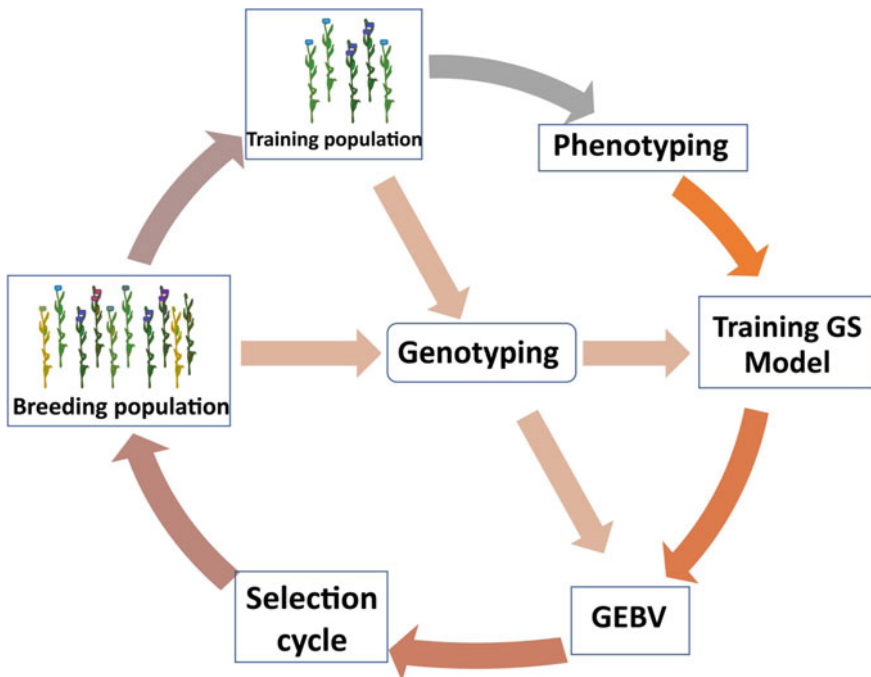 Training population
Phenotyping
Breeding population
Genotyping
Training GS
Model
Selection
cycle
GEBV